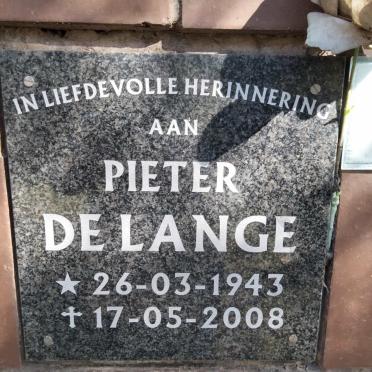 IN LIEFDEVOLLE HERINNERING
AAN
PIETER
DE LANGE
★ 26-03-1943
✝ 17-05-2008